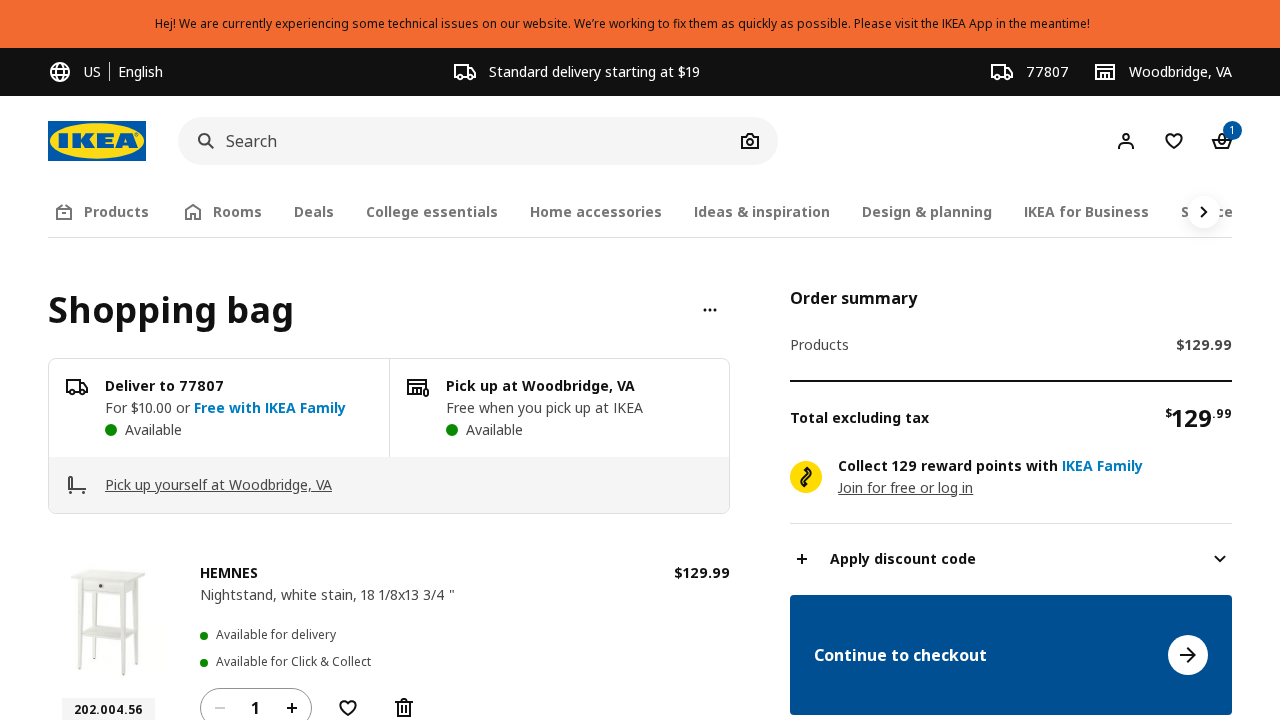 Hej! We are currently experiencing some technical issues on our website. We’re working to fix them as quickly as possible. Please visit the IKEA App in the meantime!
US | English
Standard delivery starting at $19
77807
Woodbridge, VA
IKEA
Search
1
Products
Rooms
Deals
College essentials
Home accessories
Ideas & inspiration
Design & planning
IKEA for Business
Shopping bag
Deliver to 77807
For $10.00 or Free with IKEA Family
Available
Pick up at Woodbridge, VA
Free when you pick up at IKEA
Available
Pick up yourself at Woodbridge, VA
HEMNES
$129.99
Nightstand, white stain, 18 1/8x13 3/4 "
Available for delivery
Available for Click & Collect
202.004.56
1
Order summary
Products
$129.99
Total excluding tax
$129.99
Collect 129 reward points with IKEA Family
Join for free or log in
Apply discount code
Continue to checkout